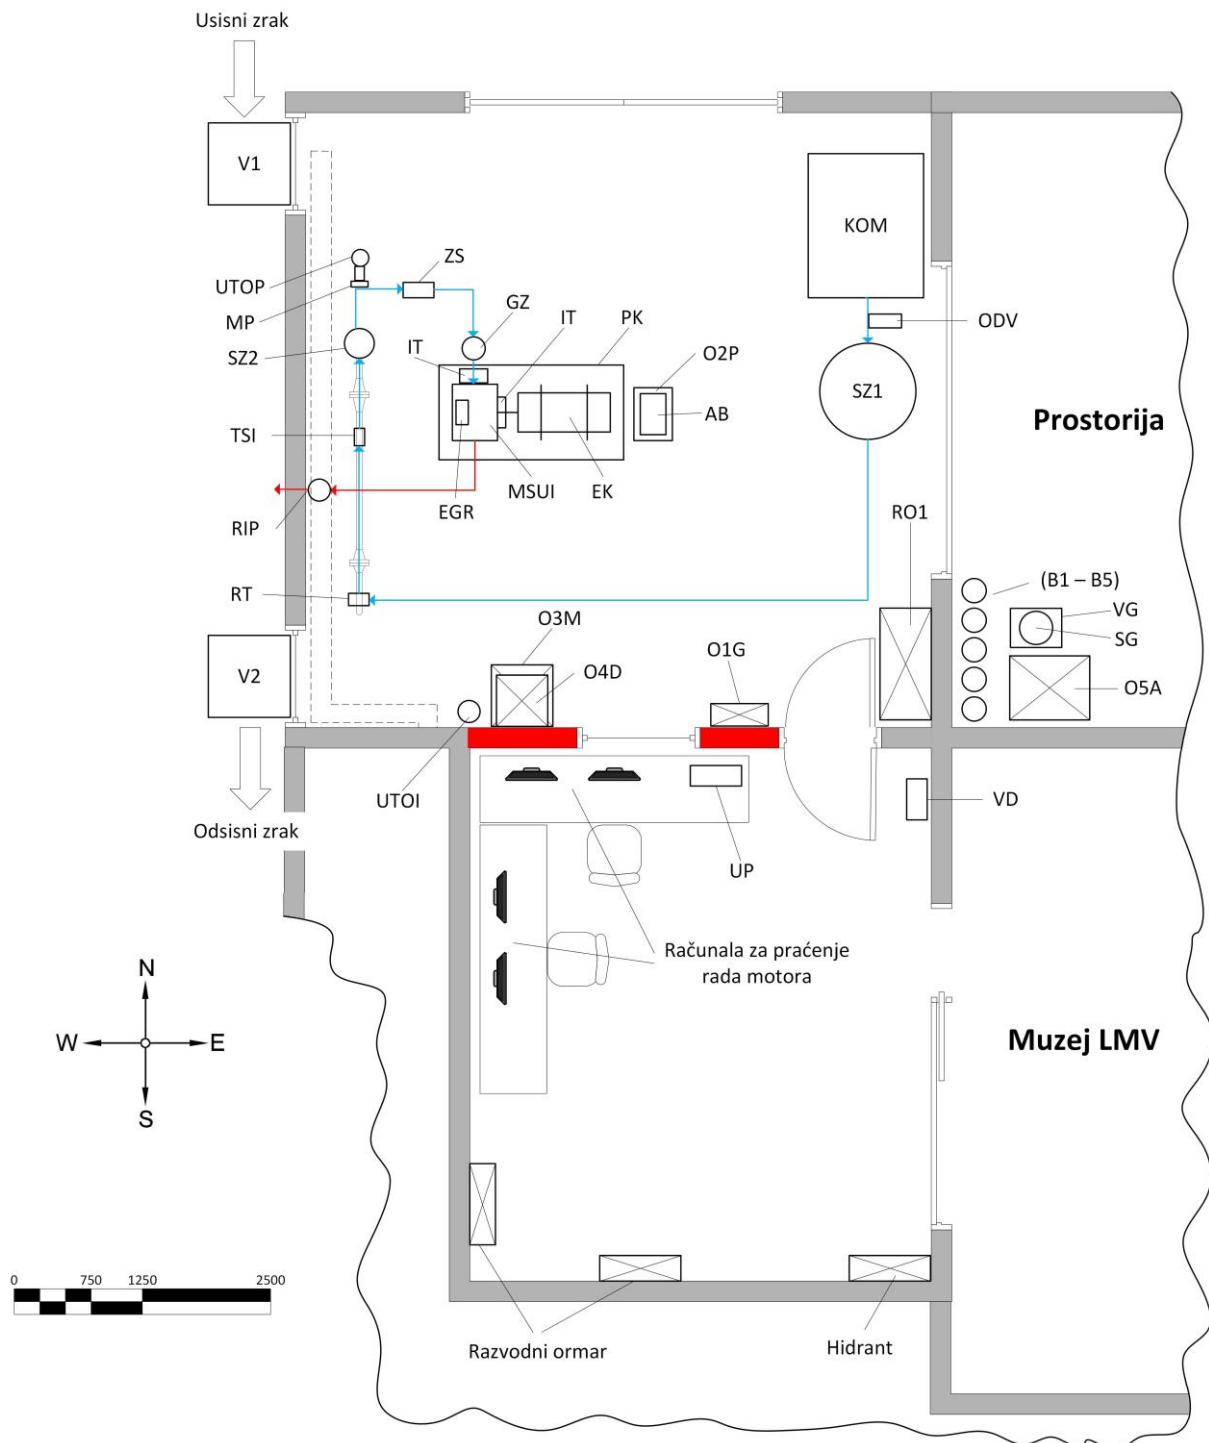 Usisni zrak
V1
KOM
ZS
UTOP
GZ
MP
IT
PK
ODV
IT
O2P
SZ2
SZ1
AB
Prostorija
TSI
MSUI
EK
EGR
RO1
RIP
(B1 – B5)
RT
VG
O3M
SG
O1G
V2
O4D
O5A
UTOI
VD
Odsisni zrak
UP
Računala za praćenje
rada motora
N
W
E
S
Muzej LMV
0
750
1250
2500
Razvodni ormar
Hidrant